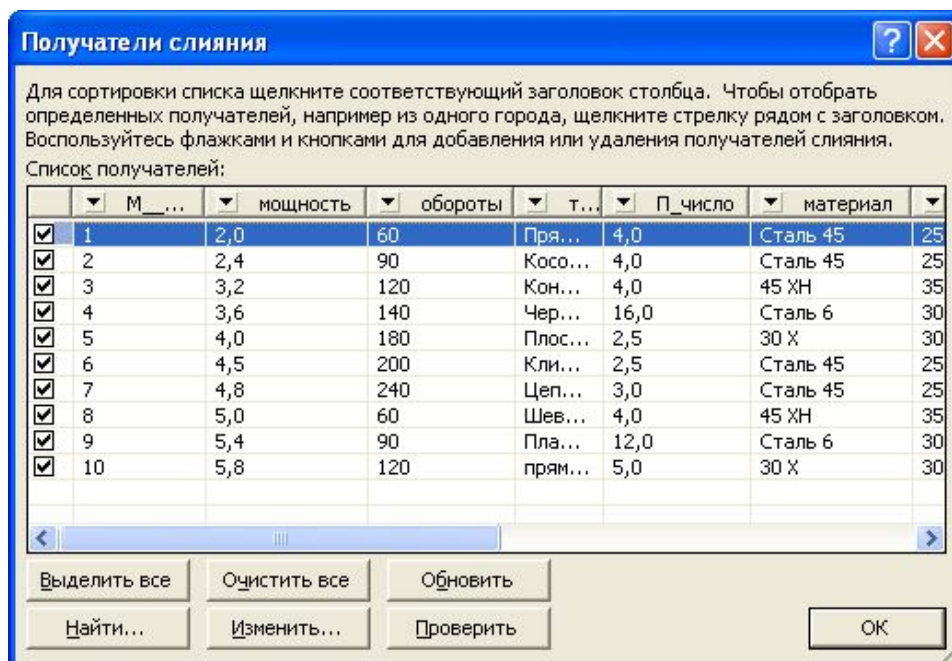 Получатели слияния
Для сортировки списка щелкните соответствующий заголовок столбца. Чтобы отобрать
определенных получателей, например из одного города, щелкните стрелку рядом с заголовком.
Воспользуйтесь флажками и кнопками для добавления или удаления получателей слияния.
Список получателей:
М__... мощность обороты т... П_число материал
1 2,0 60 Пря... 4,0 Сталь 45 25
2 2,4 90 Косо... 4,0 Сталь 45 25
3 3,2 120 Кон... 4,0 45 ХН 35
4 3,6 140 Чер... 16,0 Сталь 6 30
5 4,0 180 Плос... 2,5 30 Х 30
6 4,5 200 Кли... 2,5 Сталь 45 25
7 4,8 240 Цеп... 3,0 Сталь 45 25
8 5,0 60 Шев... 4,0 45 ХН 35
9 5,4 90 Пла... 12,0 Сталь 6 30
10 5,8 120 прям... 5,0 30 Х 30
Выделить все Очистить все Обновить
Найти... Изменить... Проверить OK